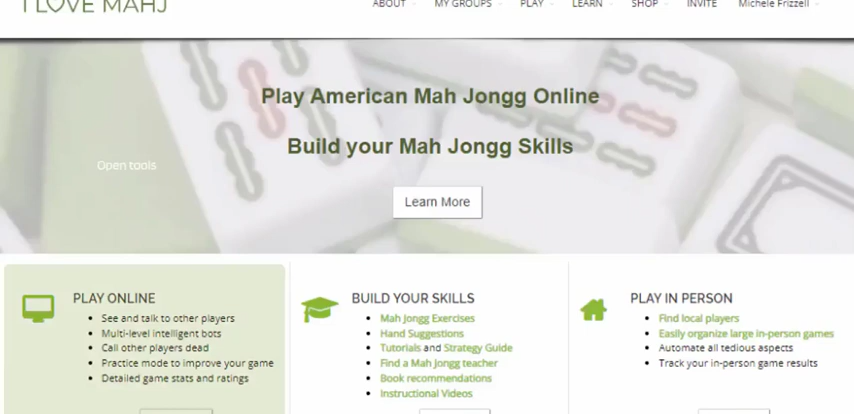 I LOVE MAHJ
ABOUT MY GROUPS PLAY LEARN SHOP INVITE Michele Frizzell
Play American Mah Jongg Online
Build your Mah Jongg Skills
Open tools
Learn More
PLAY ONLINE
See and talk to other players
Multi-level intelligent bots
Call other players dead
Practice mode to improve your game
Detailed game stats and ratings
BUILD YOUR SKILLS
Mah Jongg Exercises
Hand Suggestions
Tutorials and Strategy Guide
Find a Mah Jongg teacher
Book recommendations
Instructional Videos
PLAY IN PERSON
Find local players
Easily organize large in-person games
Automate all tedious aspects
Track your in-person game results